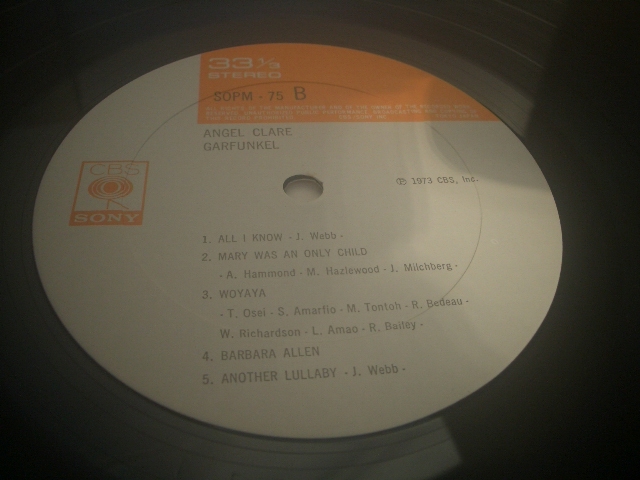 33 1/3
STEREO
SOPM · 75 B
ANGEL CLARE
GARFUNKEL
CBS
SONY
℗ 1973 CBS, Inc.
1. ALL I KNOW · J. Webb ·
2. MARY WAS AN ONLY CHILD
· A. Hammond · M. Hazlewood · J. Milchberg ·
3. WOYAYA
· T. Osei · S. Amarfio · M. Tontoh · R. Bedeau ·
W. Richardson · L. Amao · R. Bailey ·
4. BARBARA ALLEN
5. ANOTHER LULLABY · J. Webb ·